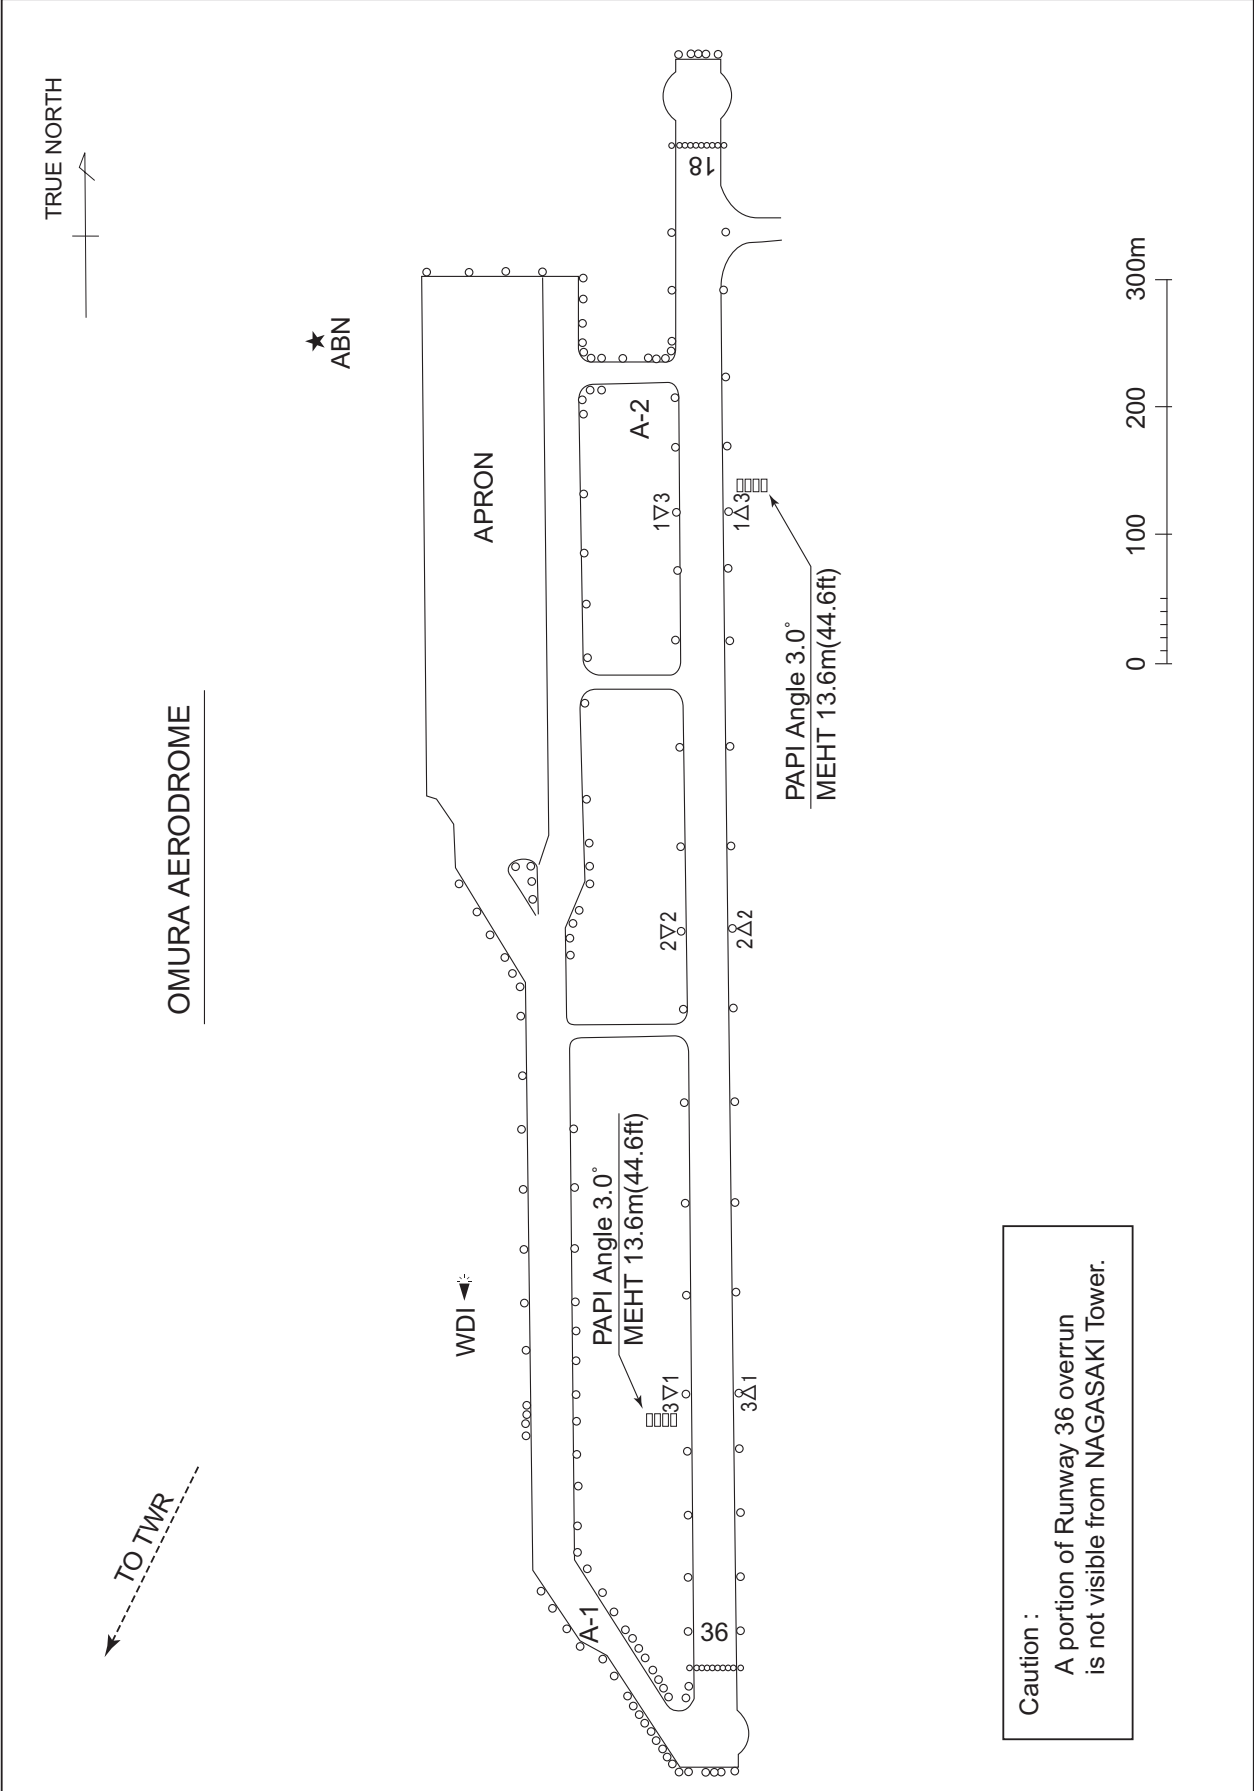 OMURA AERODROME
TRUE NORTH
TO TWR
ABN
WDI
APRON
A-1
A-2
PAPI Angle 3.0°
MEHT 13.6m(44.6ft)
3▽1
2▽2
1▽3
36
18
3△1
2△2
1△3
PAPI Angle 3.0°
MEHT 13.6m(44.6ft)
0 100 200 300m
Caution :
A portion of Runway 36 overrun
is not visible from NAGASAKI Tower.